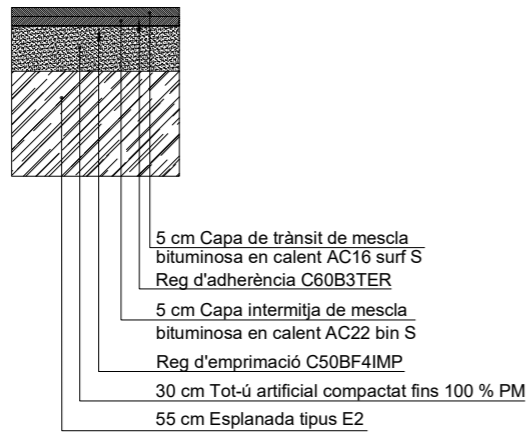 5 cm Capa de trànsit de mescla
bituminosa en calent AC16 surf S
Reg d'adherència C60B3TER
5 cm Capa intermitja de mescla
bituminosa en calent AC22 bin S
Reg d'emprimació C50BF4IMP
30 cm Tot-ú artificial compactat fins 100 % PM
55 cm Esplanada tipus E2